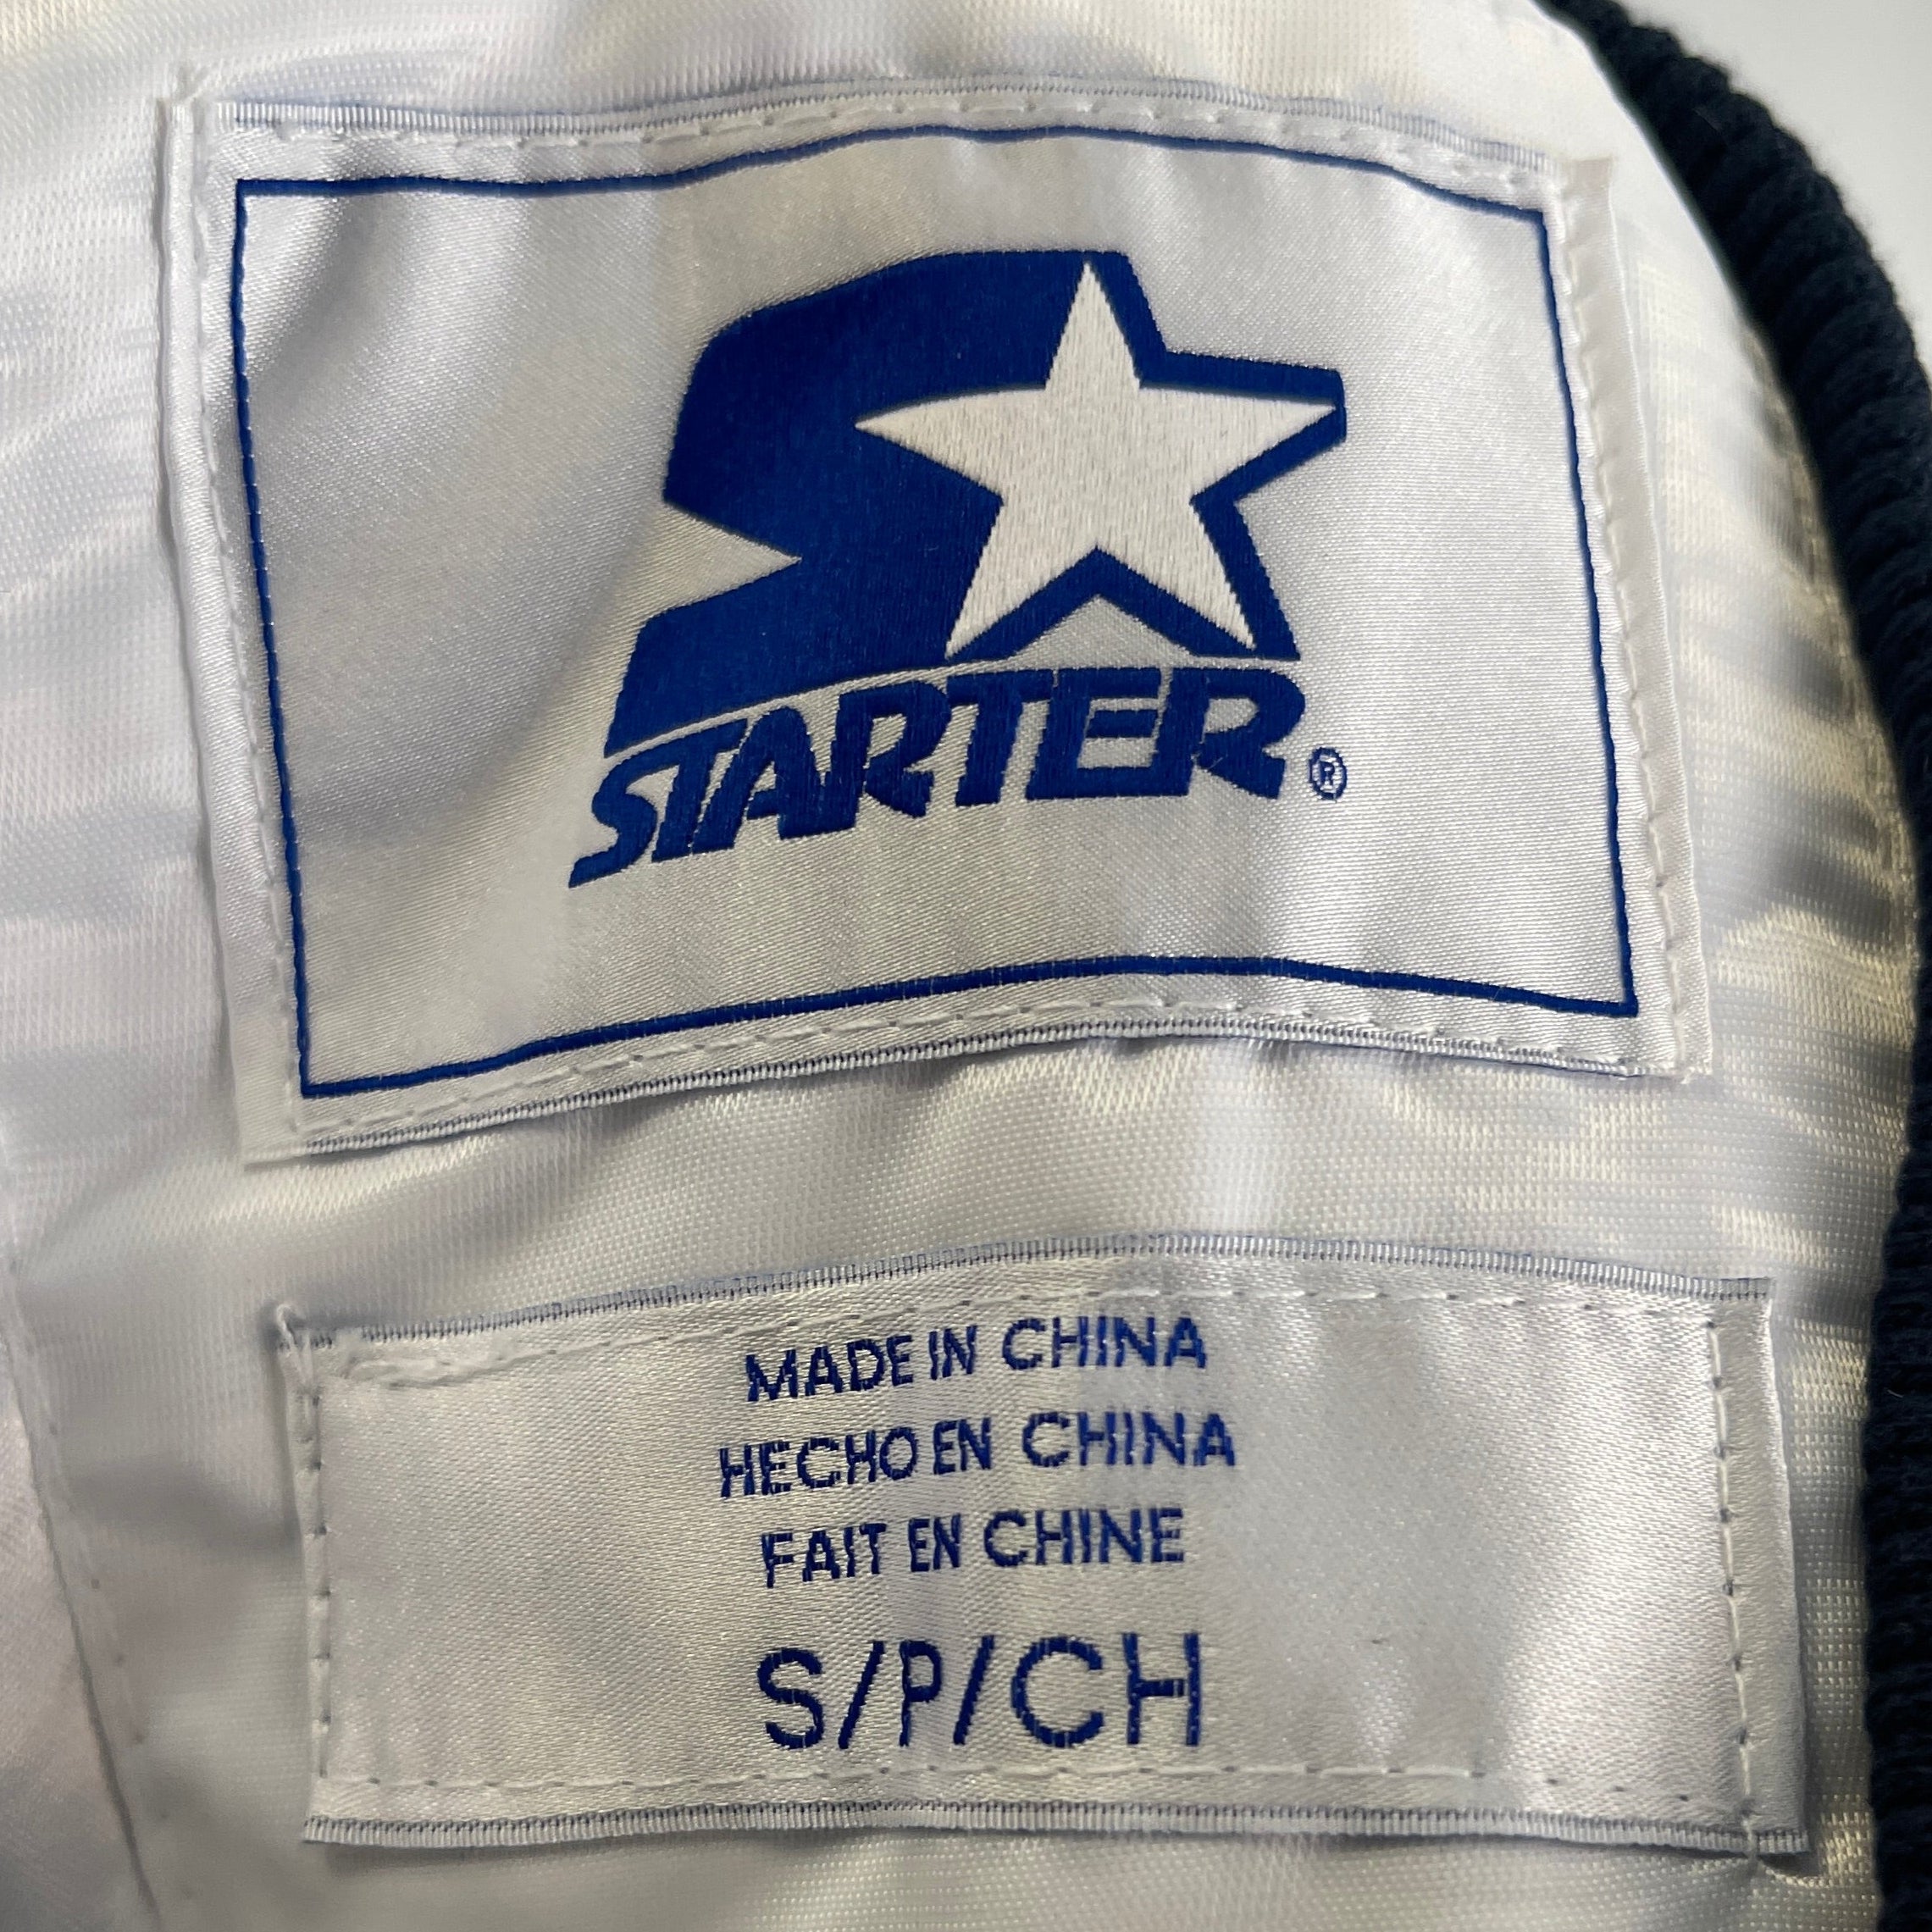 STARTER®
MADE IN CHINA
HECHO EN CHINA
FAIT EN CHINE
S/P/CH